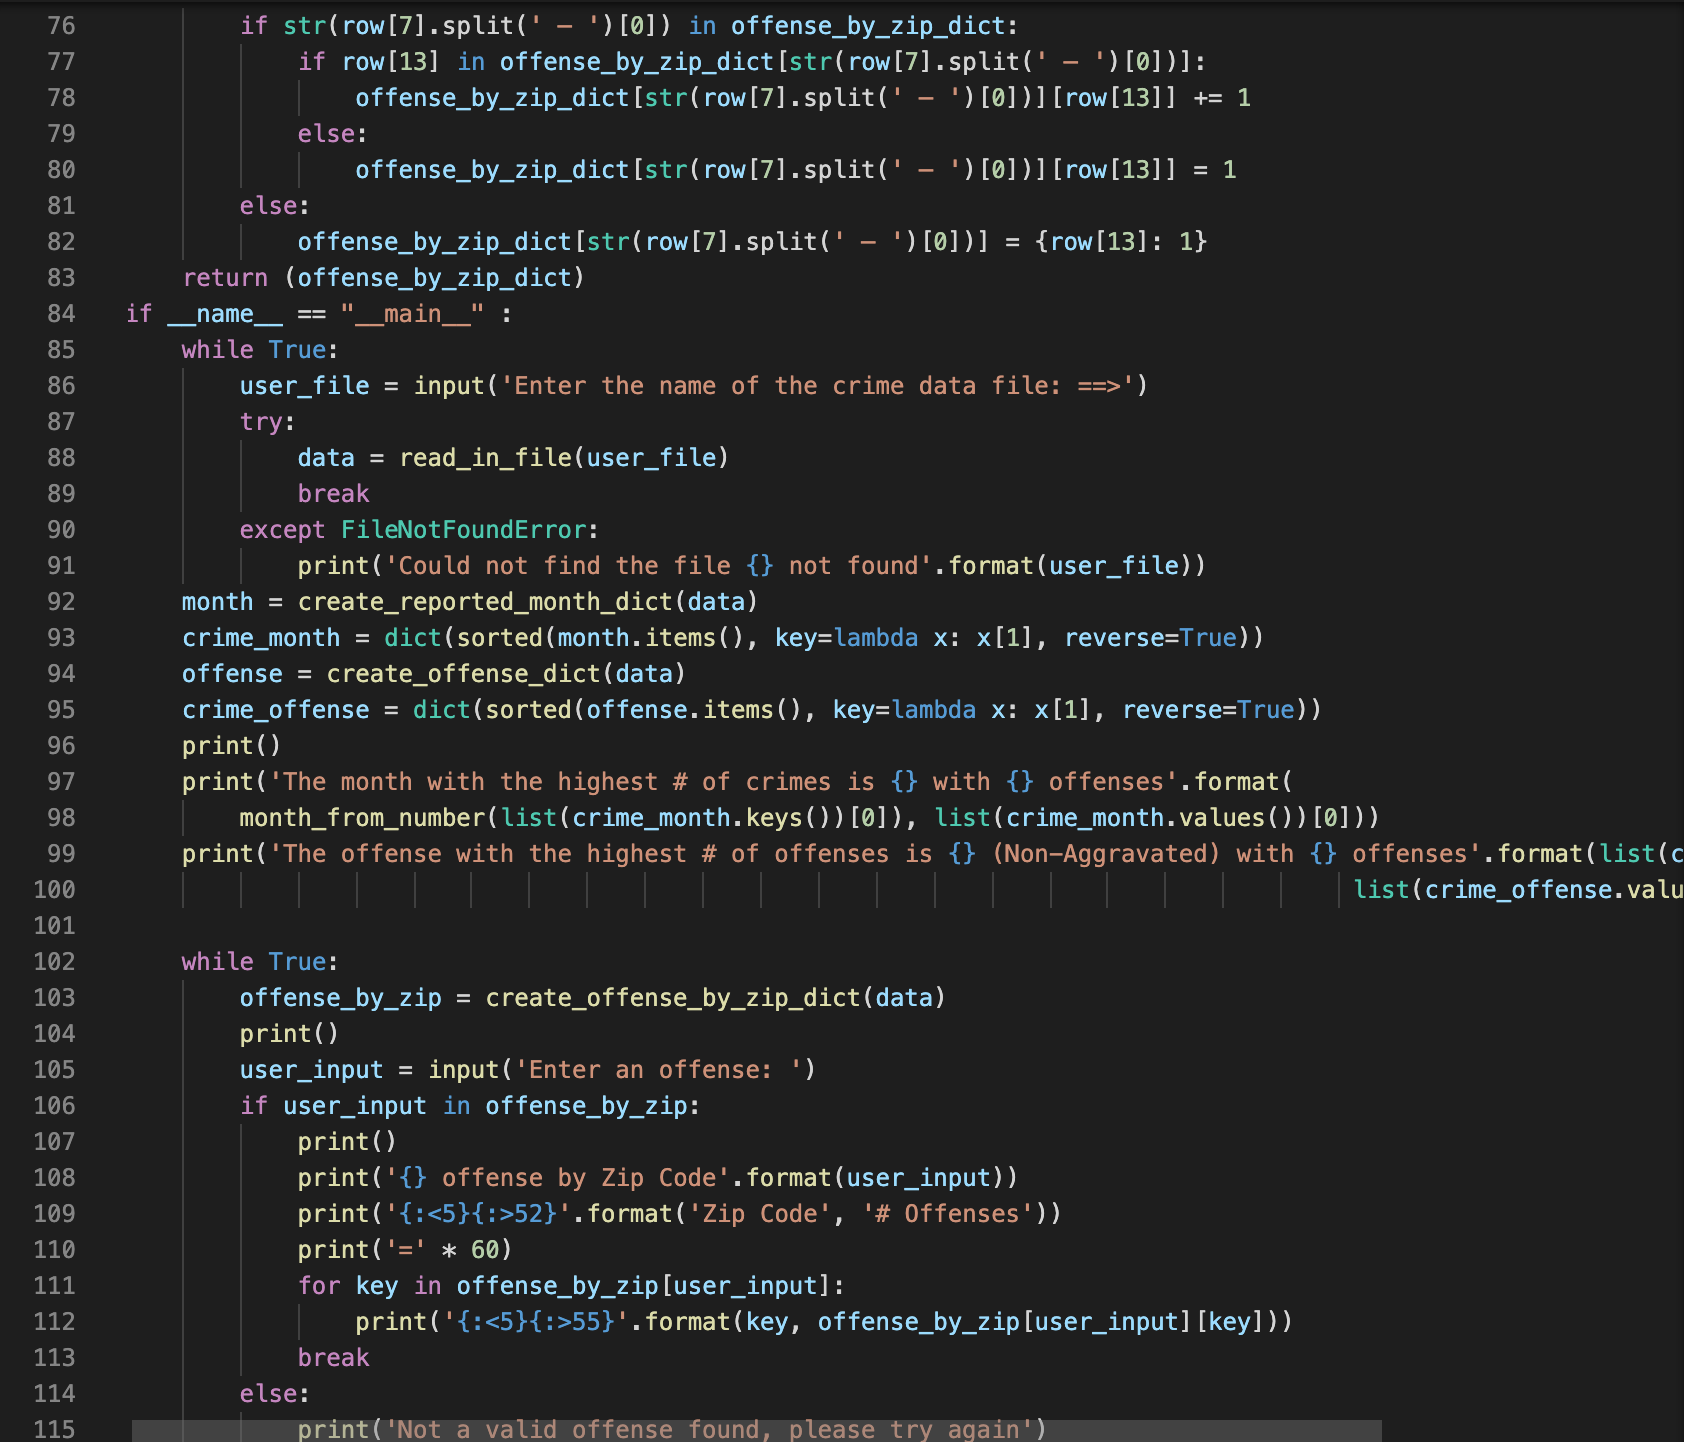 76 if str(row[7].split(' – ')[0]) in offense_by_zip_dict:
77 if row[13] in offense_by_zip_dict[str(row[7].split(' – ')[0])]:
78 offense_by_zip_dict[str(row[7].split(' – ')[0])][row[13]] += 1
79 else:
80 offense_by_zip_dict[str(row[7].split(' – ')[0])][row[13]] = 1
81 else:
82 offense_by_zip_dict[str(row[7].split(' – ')[0])] = {row[13]: 1}
83 return (offense_by_zip_dict)
84 if __name__ == "__main__" :
85 while True:
86 user_file = input('Enter the name of the crime data file: ==>')
87 try:
88 data = read_in_file(user_file)
89 break
90 except FileNotFoundError:
91 print('Could not find the file {} not found'.format(user_file))
92 month = create_reported_month_dict(data)
93 crime_month = dict(sorted(month.items(), key=lambda x: x[1], reverse=True))
94 offense = create_offense_dict(data)
95 crime_offense = dict(sorted(offense.items(), key=lambda x: x[1], reverse=True))
96 print()
97 print('The month with the highest # of crimes is {} with {} offenses'.format(
98 month_from_number(list(crime_month.keys())[0]), list(crime_month.values())[0]))
99 print('The offense with the highest # of offenses is {} (Non-Aggravated) with {} offenses'.format(list(c
100 list(crime_offense.valu
101
102 while True:
103 offense_by_zip = create_offense_by_zip_dict(data)
104 print()
105 user_input = input('Enter an offense: ')
106 if user_input in offense_by_zip:
107 print()
108 print('{} offense by Zip Code'.format(user_input))
109 print('{:<5}{:>52}'.format('Zip Code', '# Offenses'))
110 print('=' * 60)
111 for key in offense_by_zip[user_input]:
112 print('{:<5}{:>55}'.format(key, offense_by_zip[user_input][key]))
113 break
114 else:
115 print('Not a valid offense found, please try again')